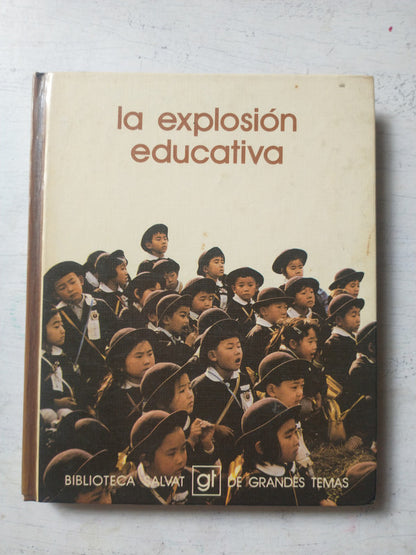 la explosión
educativa
BIBLIOTECA SALVAT gt DE GRANDES TEMAS